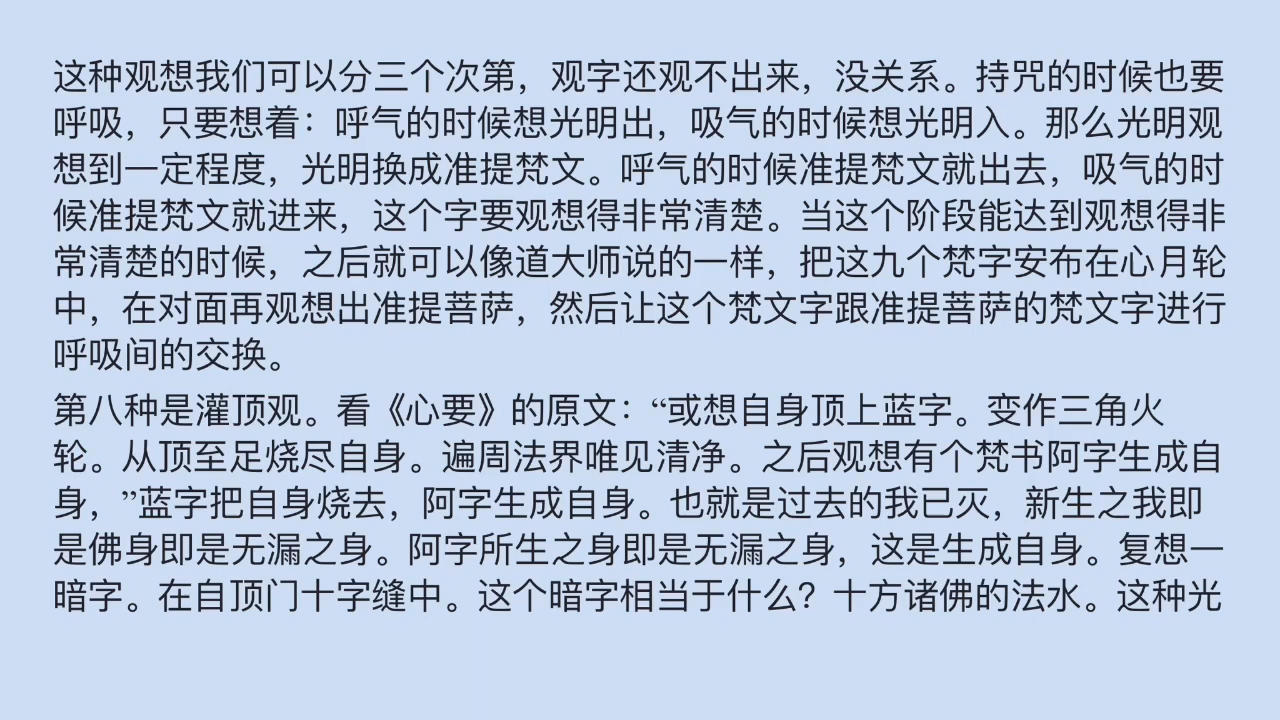 这种观想我们可以分三个次第，观字还观不出来，没关系。持咒的时候也要
呼吸，只要想着：呼气的时候想光明出，吸气的时候想光明入。那么光明观
想到一定程度，光明换成准提梵文。呼气的时候准提梵文就出去，吸气的时
候准提梵文就进来，这个字要观想得非常清楚。当这个阶段能达到观想得非
常清楚的时候，之后就可以像道大师说的一样，把这九个梵字安布在心月轮
中，在对面再观想出准提菩萨，然后让这个梵文字跟准提菩萨的梵文字进行
呼吸间的交换。
第八种是灌顶观。看《心要》的原文：“或想自身顶上蓝字。变作三角火
轮。从顶至足烧尽自身。遍周法界唯见清净。之后观想有个梵书阿字生成自
身，”蓝字把自身烧去，阿字生成自身。也就是过去的我已灭，新生之我即
是佛身即是无漏之身。阿字所生之身即是无漏之身，这是生成自身。复想一
暗字。在自顶门十字缝中。这个暗字相当于什么？十方诸佛的法水。这种光